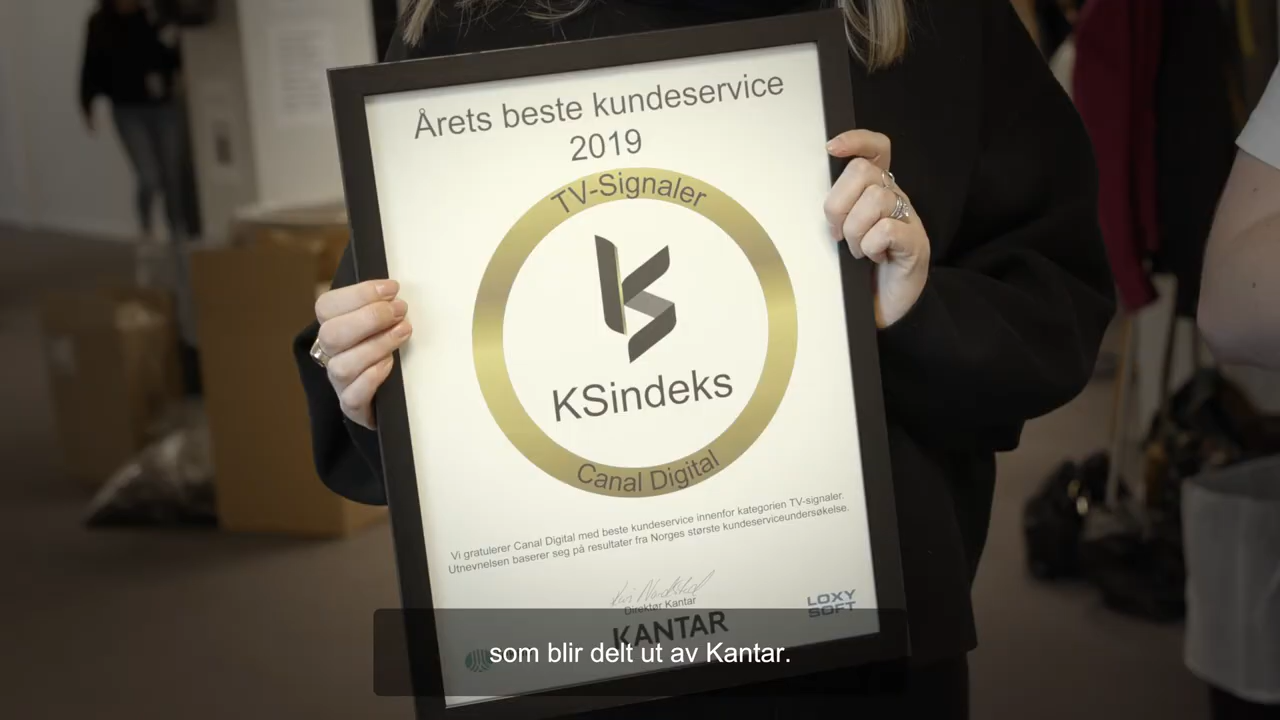 Årets beste kundeservice
2019
TV-Signaler
KSindeks
Canal Digital
Vi gratulerer Canal Digital med beste kundeservice innenfor kategorien TV-signaler.
Utnevnelsen baserer seg på resultater fra Norges største kundeserviceundersøkelse.
Direktør Kantar
KANTAR
LOXY
SOFT
som blir delt ut av Kantar.